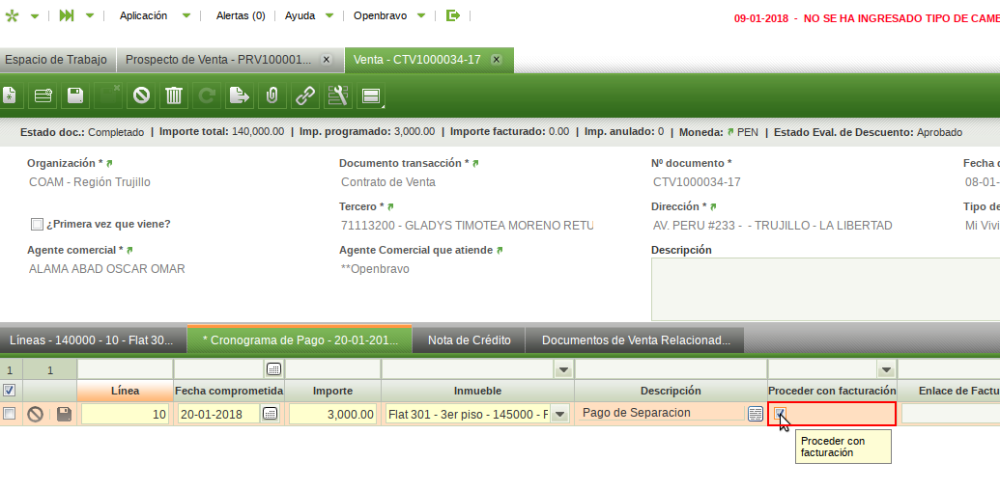 Aplicación Alertas (0) Ayuda Openbravo
09-01-2018 - NO SE HA INGRESADO TIPO DE CAME
Espacio de Trabajo Prospecto de Venta - PRV100001... Venta - CTV1000034-17
Estado doc.: Completado | Importe total: 140,000.00 | Imp. programado: 3,000.00 | Importe facturado: 0.00 | Imp. anulado: 0 | Moneda: PEN | Estado Eval. de Descuento: Aprobado
Organización * Documento transacción * Nº documento * Fecha d
COAM - Región Trujillo Contrato de Venta CTV1000034-17 08-01-
Tercero * Dirección * Tipo de
¿Primera vez que viene? 71113200 - GLADYS TIMOTEA MORENO RETU AV. PERU #233 - - TRUJILLO - LA LIBERTAD Mi Vivi
Agente comercial * Agente Comercial que atiende Descripción
ALAMA ABAD OSCAR OMAR **Openbravo
Líneas - 140000 - 10 - Flat 30... * Cronograma de Pago - 20-01-201... Nota de Crédito Documentos de Venta Relacionad...
1 1
Línea Fecha comprometida Importe Inmueble Descripción Proceder con facturación Enlace de Factu
10 20-01-2018 3,000.00 Flat 301 - 3er piso - 145000 - F Pago de Separacion
Proceder con
facturación